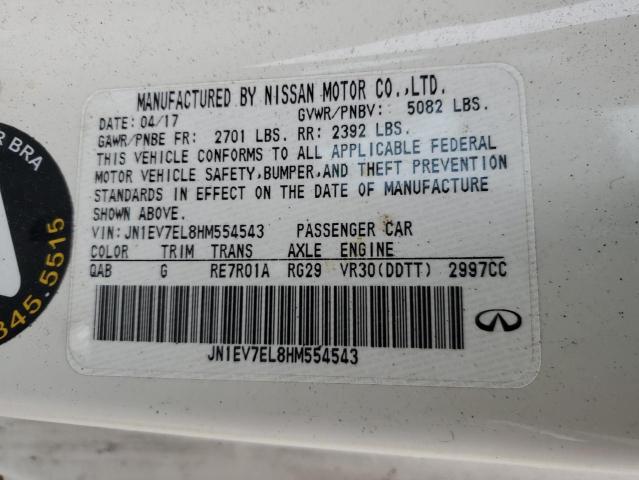 MANUFACTURED BY NISSAN MOTOR CO.,LTD.
DATE: 04/17 GVWR/PNBV: 5082 LBS.
GAWR/PNBE FR: 2701 LBS. RR: 2392 LBS.
THIS VEHICLE CONFORMS TO ALL APPLICABLE FEDERAL
MOTOR VEHICLE SAFETY,BUMPER,AND THEFT PREVENTION
STANDARDS IN EFFECT ON THE DATE OF MANUFACTURE
SHOWN ABOVE.
VIN: JN1EV7EL8HM554543 PASSENGER CAR
COLOR TRIM TRANS AXLE ENGINE
QAB G RE7R01A RG29 VR30(DDTT) 2997CC
JN1EV7EL8HM554543
R BRA
345.5515